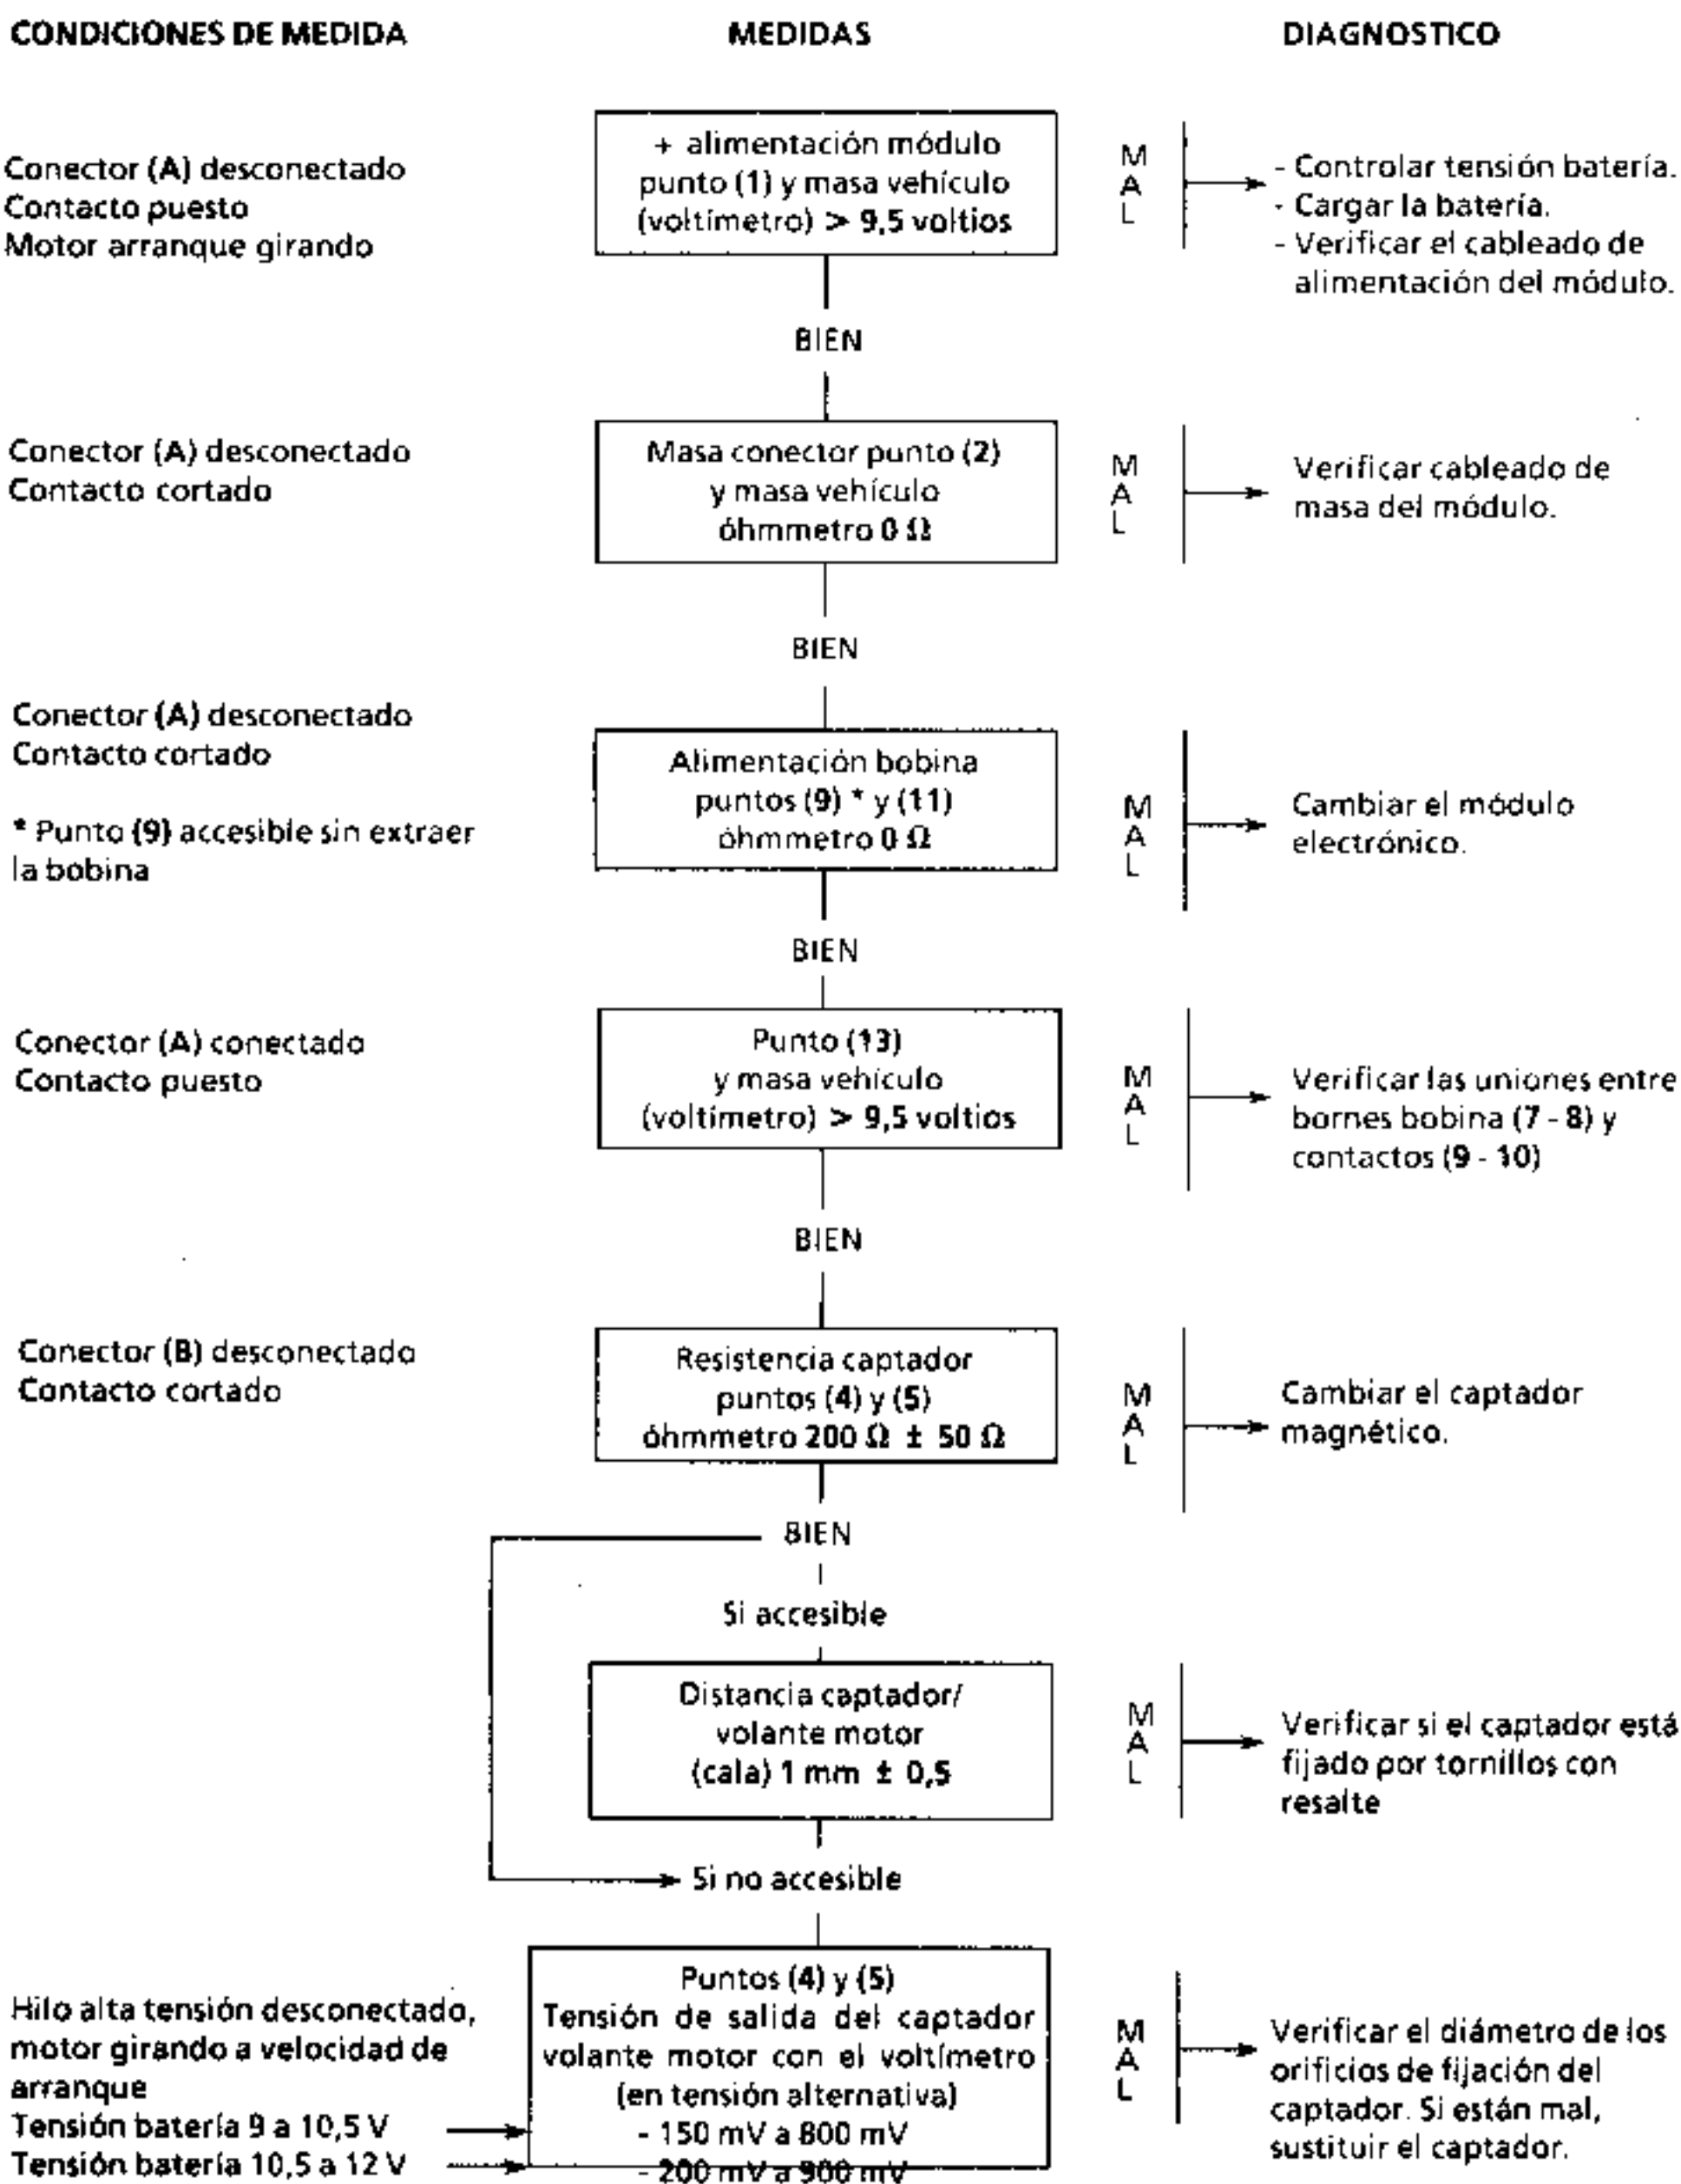 CONDICIONES DE MEDIDA
MEDIDAS
DIAGNOSTICO
Conector (A) desconectado
Contacto puesto
Motor arranque girando
+ alimentación módulo
punto (1) y masa vehículo
(voltímetro) > 9,5 voltios
M
A
L
- Controlar tensión batería.
- Cargar la batería.
- Verificar el cableado de
alimentación del módulo.
BIEN
Conector (A) desconectado
Contacto cortado
Masa conector punto (2)
y masa vehículo
óhmmetro 0 Ω
M
A
L
Verificar cableado de
masa del módulo.
BIEN
Conector (A) desconectado
Contacto cortado
* Punto (9) accesible sin extraer
la bobina
Alimentación bobina
puntos (9) * y (11)
óhmmetro 0 Ω
M
A
L
Cambiar el módulo
electrónico.
BIEN
Conector (A) conectado
Contacto puesto
Punto (13)
y masa vehículo
(voltímetro) > 9,5 voltios
M
A
L
Verificar las uniones entre
bornes bobina (7 - 8) y
contactos (9 - 10)
BIEN
Conector (B) desconectado
Contacto cortado
Resistencia captador
puntos (4) y (5)
óhmmetro 200 Ω ± 50 Ω
M
A
L
Cambiar el captador
magnético.
BIEN
Si accesible
Distancia captador/
volante motor
(cala) 1 mm ± 0,5
M
A
L
Verificar si el captador está
fijado por tornillos con
resalte
Si no accesible
Hilo alta tensión desconectado,
motor girando a velocidad de
arranque
Tensión batería 9 a 10,5 V
Tensión batería 10,5 a 12 V
Puntos (4) y (5)
Tensión de salida del captador
volante motor con el voltímetro
(en tensión alternativa)
- 150 mV a 800 mV
- 200 mV a 900 mV
M
A
L
Verificar el diámetro de los
orificios de fijación del
captador. Si están mal,
sustituir el captador.